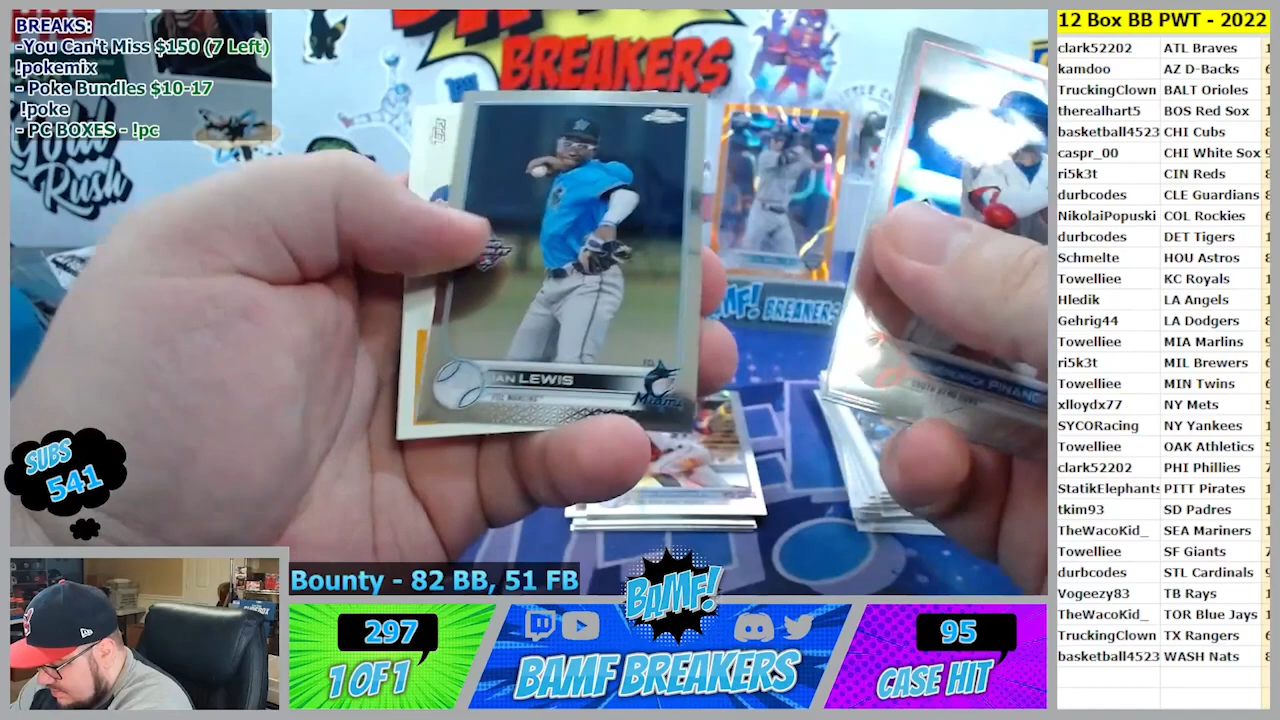 BREAKS:
-You Can't Miss $150 (7 Left)
!pokemix
- Poke Bundles $10-17
!poke
- PC BOXES - !pc
BREAKERS
Gold
Rush
Topps
IAN LEWIS
Miami
BAMF! BREAKERS
SUBS
541
Bounty - 82 BB, 51 FB
BAMF!
297
1 OF 1
BAMF BREAKERS
95
CASE HIT
12 Box BB PWT - 2022
clark52202 ATL Braves
kamdoo AZ D-Backs
TruckingClown BALT Orioles
therealhart5 BOS Red Sox
basketball4523 CHI Cubs
caspr_00 CHI White Sox
ri5k3t CIN Reds
durbcodes CLE Guardians
NikolaiPopuski COL Rockies
durbcodes DET Tigers
Schmelte HOU Astros
Towelliee KC Royals
Hledik LA Angels
Gehrig44 LA Dodgers
Towelliee MIA Marlins
ri5k3t MIL Brewers
Towelliee MIN Twins
xlloydx77 NY Mets
SYCORacing NY Yankees
Towelliee OAK Athletics
clark52202 PHI Phillies
StatikElephants PITT Pirates
tkim93 SD Padres
TheWacoKid_ SEA Mariners
Towelliee SF Giants
durbcodes STL Cardinals
Vogeezy83 TB Rays
TheWacoKid_ TOR Blue Jays
TruckingClown TX Rangers
basketball4523 WASH Nats